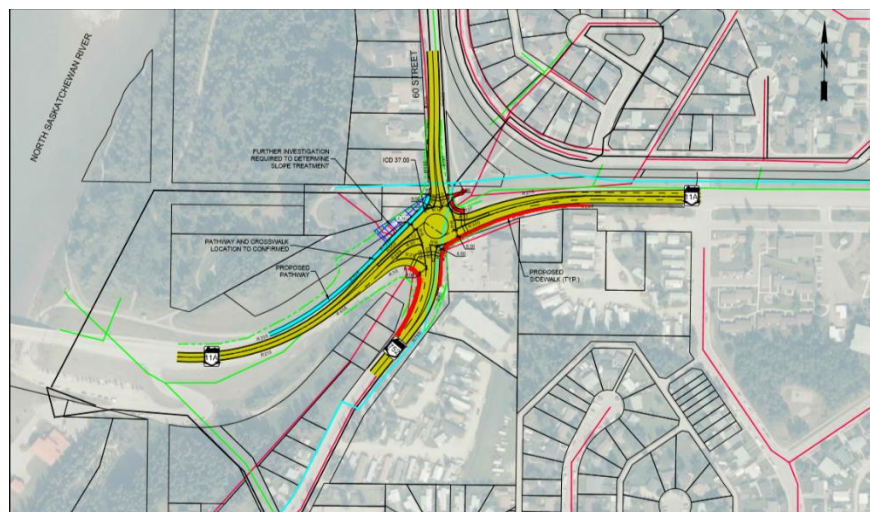 NORTH SASKATCHEWAN RIVER
60 STREET
N
FURTHER INVESTIGATION
REQUIRED TO DETERMINE
SLOPE TREATMENT
ICD 37.00
11A
PATHWAY AND CROSSWALK
LOCATION TO CONFIRMED
PROPOSED
PATHWAY
PROPOSED
SIDEWALK (TYP.)
11A